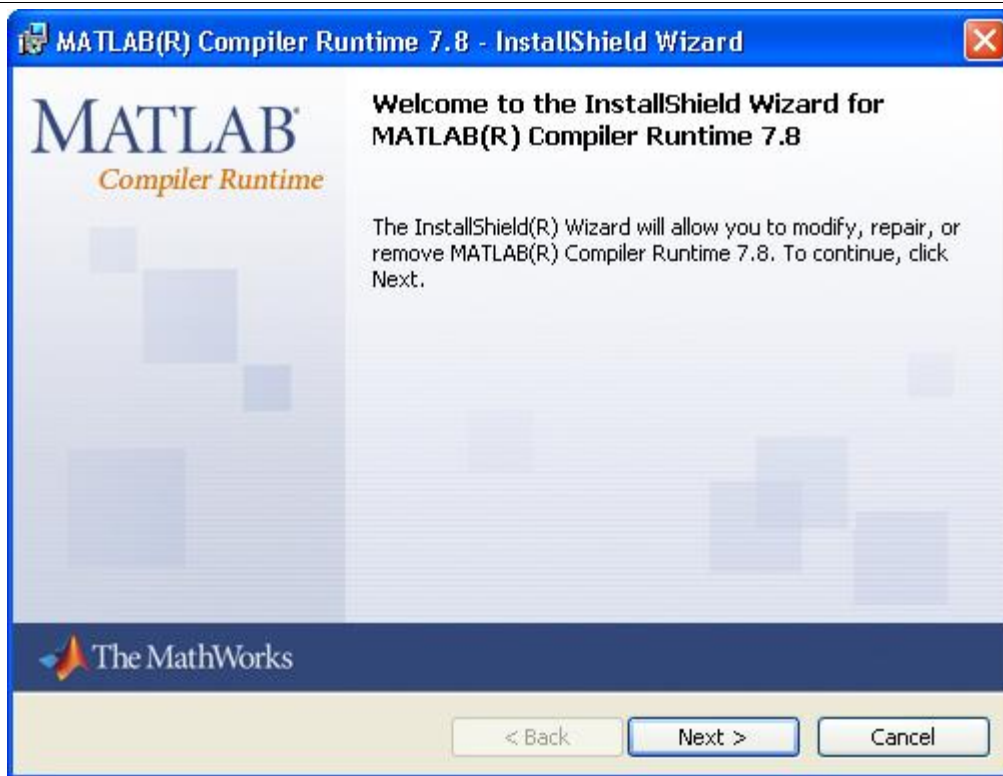 MATLAB(R) Compiler Runtime 7.8 - InstallShield Wizard
MATLAB®
Compiler Runtime
Welcome to the InstallShield Wizard for
MATLAB(R) Compiler Runtime 7.8
The InstallShield(R) Wizard will allow you to modify, repair, or
remove MATLAB(R) Compiler Runtime 7.8. To continue, click
Next.
The MathWorks
< Back
Next >
Cancel